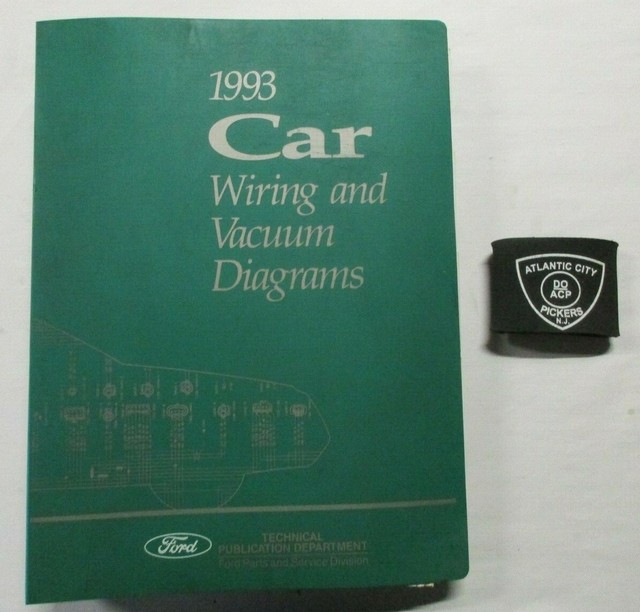 1993
Car
Wiring and
Vacuum
Diagrams
Ford
TECHNICAL
PUBLICATION DEPARTMENT
Ford Parts and Service Division
ATLANTIC CITY
DO
ACP
PICKERS
N.J.